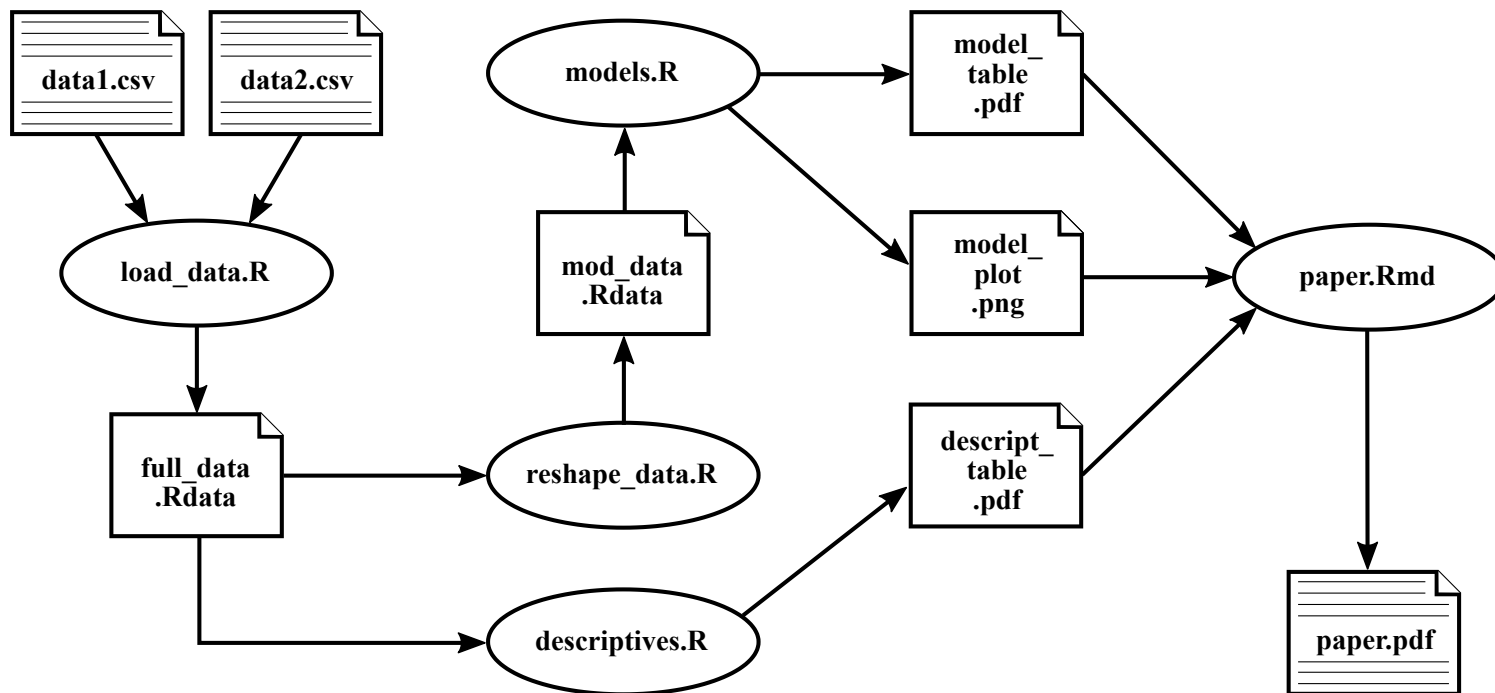 data1.csv
data2.csv
load_data.R
full_data
.Rdata
reshape_data.R
descriptives.R
mod_data
.Rdata
models.R
model_
table
.pdf
model_
plot
.png
descript_
table
.pdf
paper.Rmd
paper.pdf